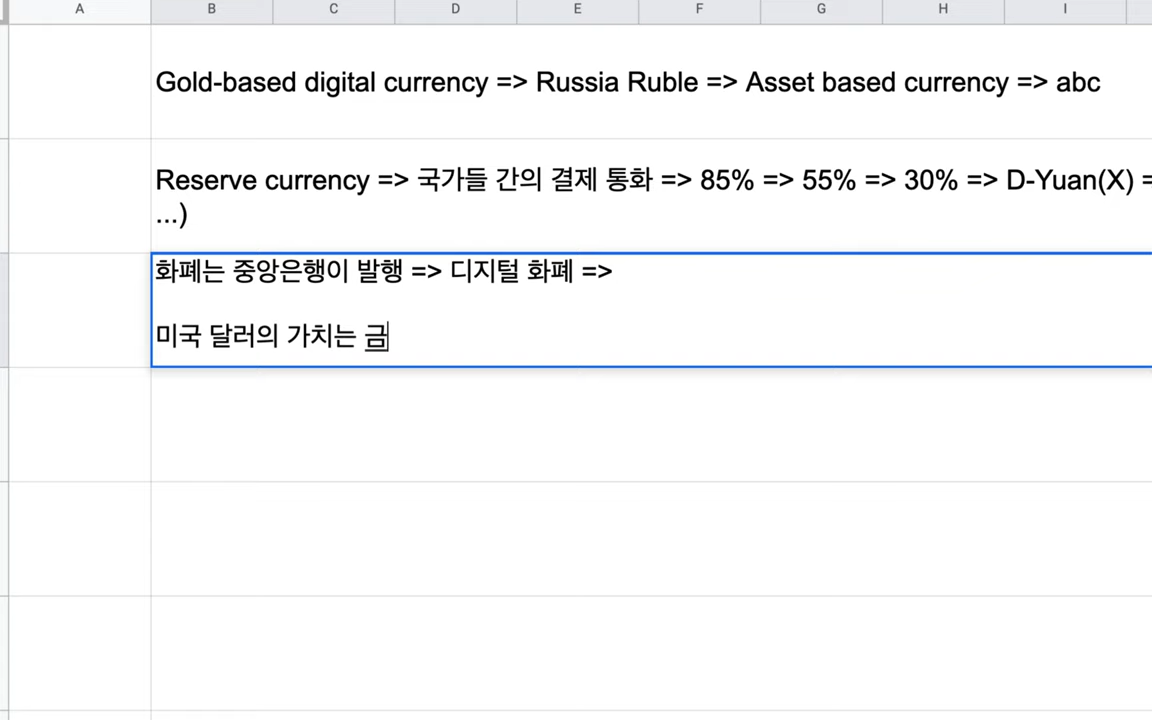 A B C D E F G H I
Gold-based digital currency => Russia Ruble => Asset based currency => abc
Reserve currency => 국가들 간의 결제 통화 => 85% => 55% => 30% => D-Yuan(X) =
...)
화폐는 중앙은행이 발행 => 디지털 화폐 =>
미국 달러의 가치는 금